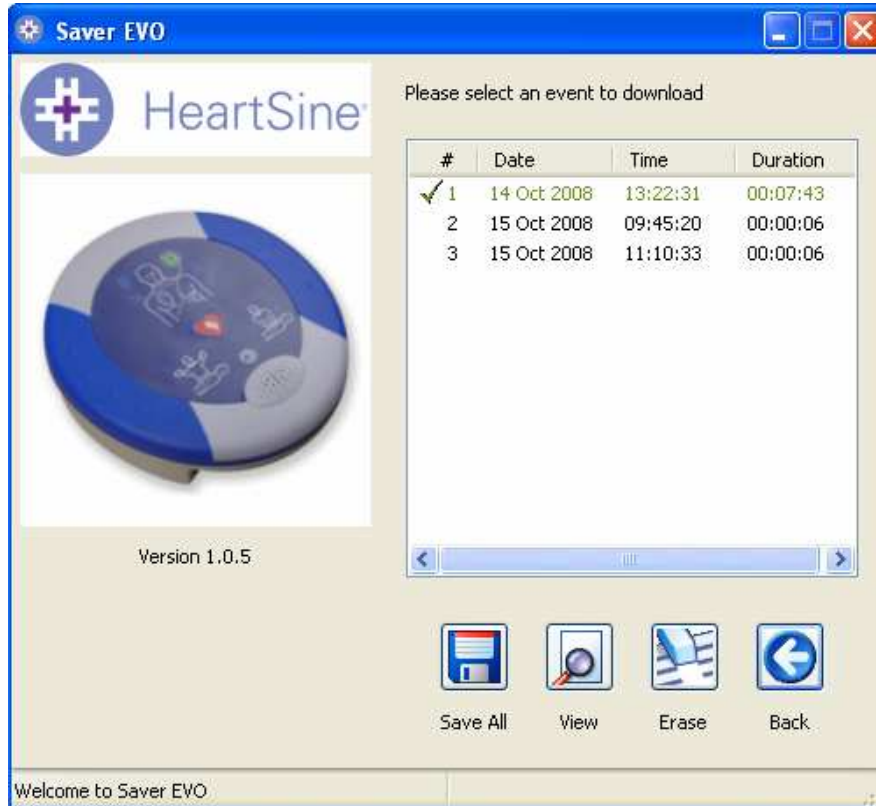 Saver EVO
HeartSine
Please select an event to download
# Date Time Duration
1 14 Oct 2008 13:22:31 00:07:43
2 15 Oct 2008 09:45:20 00:00:06
3 15 Oct 2008 11:10:33 00:00:06
Version 1.0.5
Save All View Erase Back
Welcome to Saver EVO